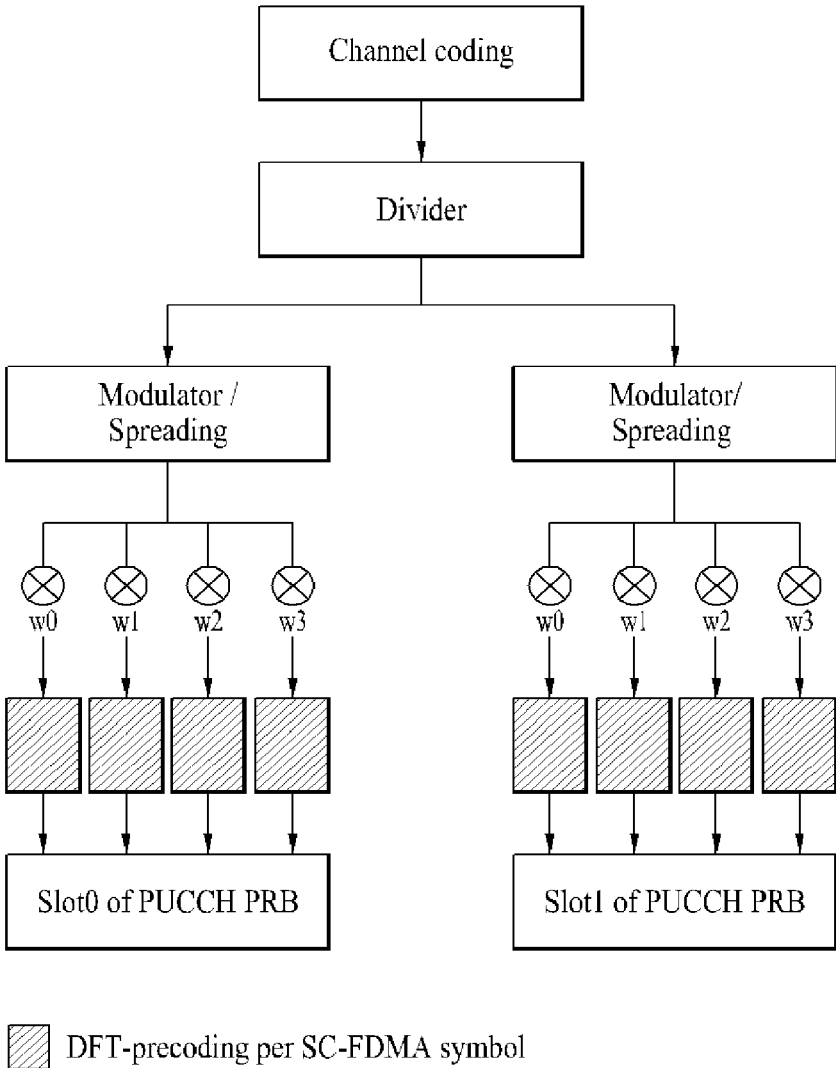 Channel coding
Divider
Modulator /
Spreading
Modulator/
Spreading
w0 w1 w2 w3
w0 w1 w2 w3
Slot0 of PUCCH PRB
Slot1 of PUCCH PRB
DFT-precoding per SC-FDMA symbol